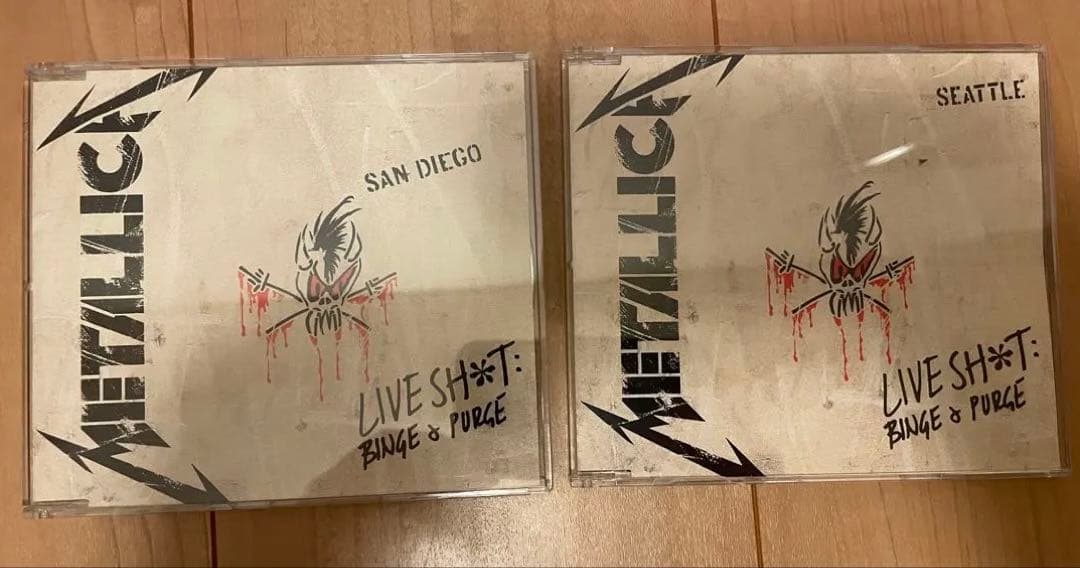 METALLICA
SAN DIEGO
LIVE SH*T:
BINGE & PURGE
METALLICA
SEATTLE
LIVE SH*T:
BINGE & PURGE